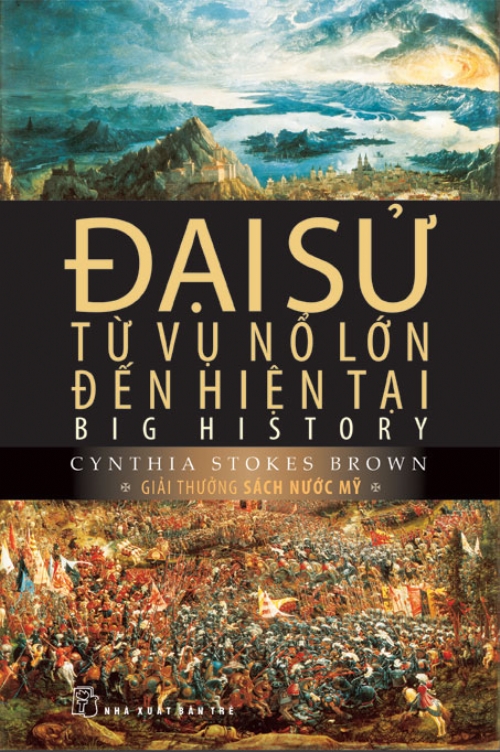 ĐẠI SỬ
TỪ VỤ NỔ LỚN
ĐẾN HIỆN TẠI
BIG HISTORY
CYNTHIA STOKES BROWN
GIẢI THƯỞNG SÁCH NƯỚC MỸ
NHÀ XUẤT BẢN TRẺ